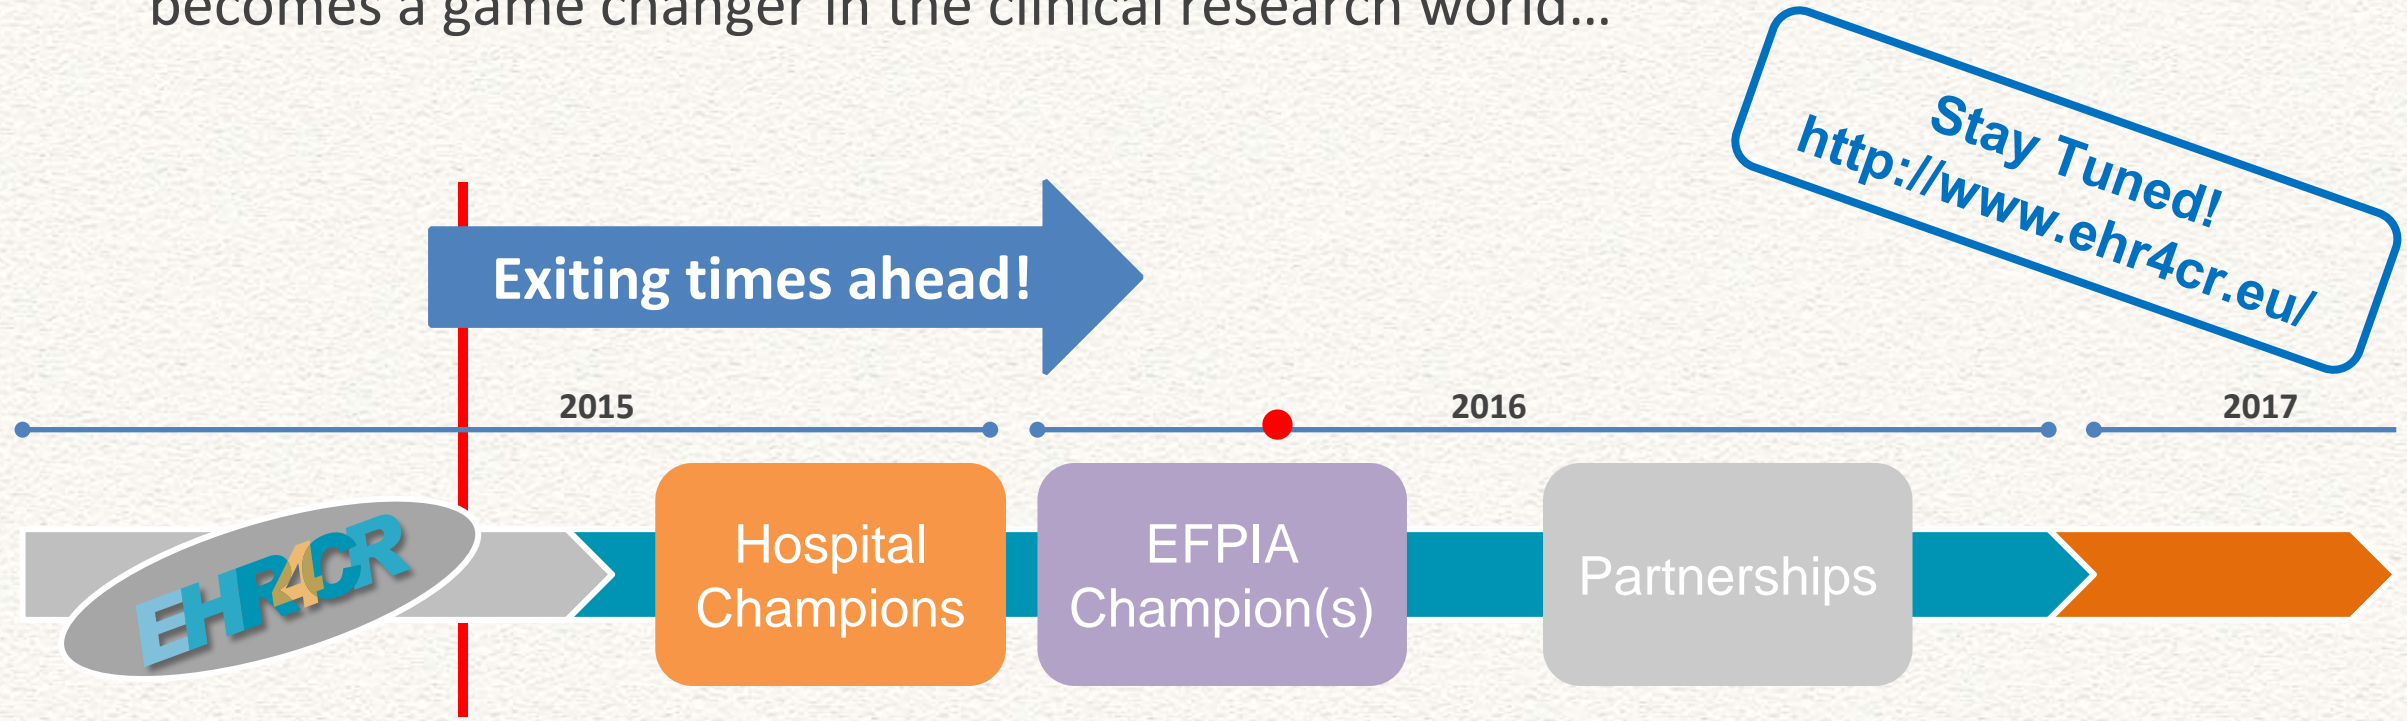 becomes a game changer in the clinical research world…
Stay Tuned!
http://www.ehr4cr.eu/
Exiting times ahead!
2015
2016
2017
EHR4CR
Hospital
Champions
EFPIA
Champion(s)
Partnerships